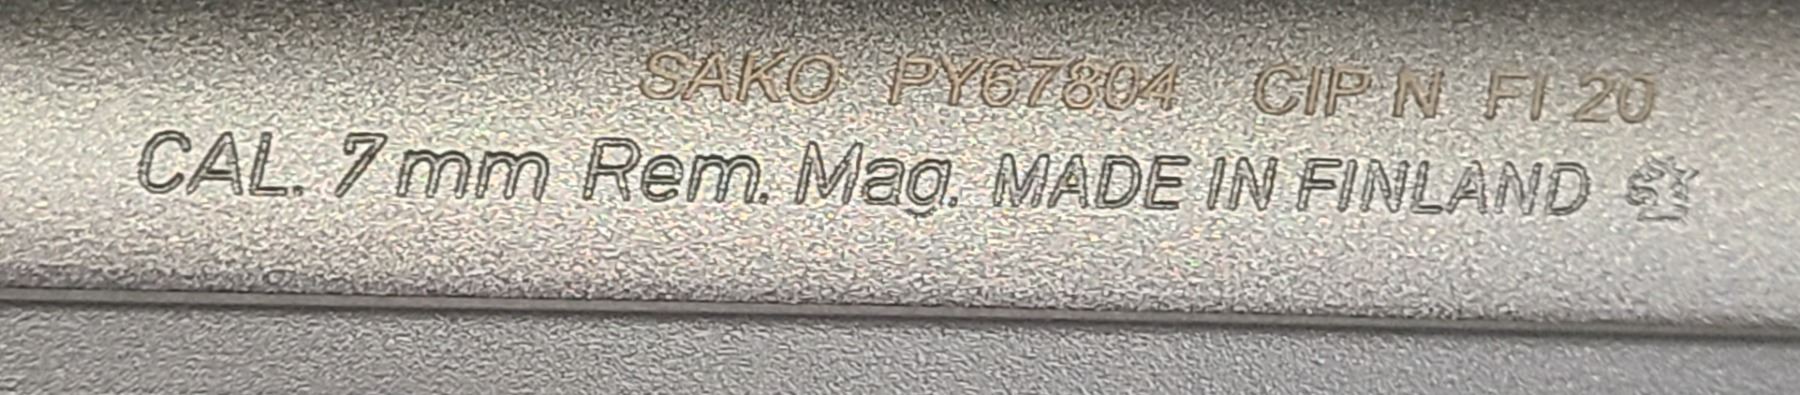 SAKO PY67804 CIP N FI 20
CAL. 7 mm Rem. Mag. MADE IN FINLAND